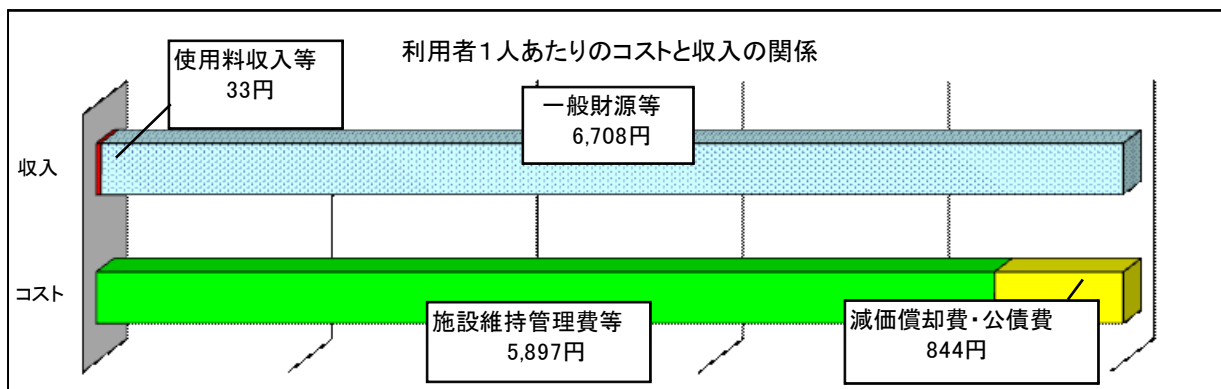 利用者1人あたりのコストと収入の関係
使用料収入等
33円
一般財源等
6,708円
収入
コスト
施設維持管理費等
5,897円
減価償却費・公債費
844円